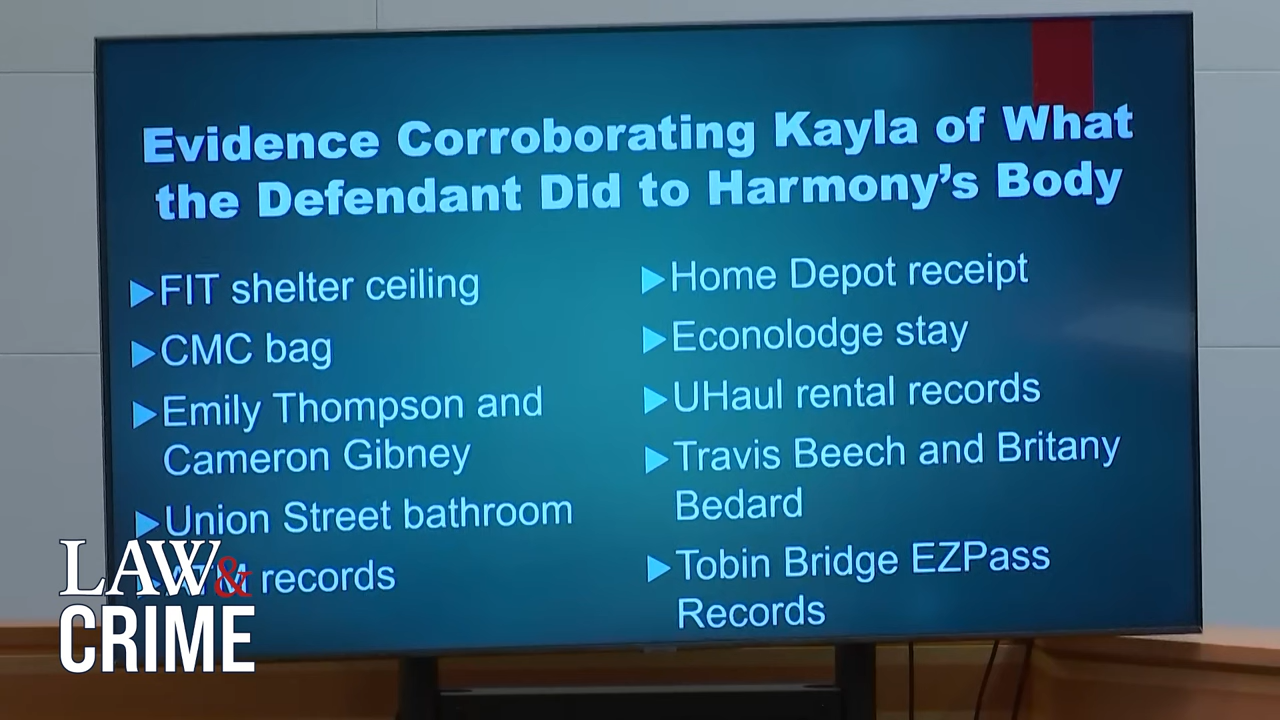 Evidence Corroborating Kayla of What
the Defendant Did to Harmony's Body
▶FIT shelter ceiling
▶CMC bag
▶Emily Thompson and
Cameron Gibney
▶Union Street bathroom
▶ATM records
▶Home Depot receipt
▶Econolodge stay
▶UHaul rental records
▶Travis Beech and Britany
Bedard
▶Tobin Bridge EZPass
Records
LAW&
CRIME